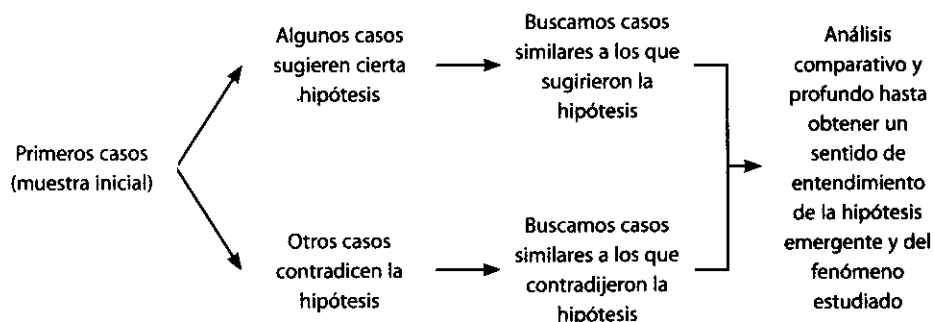 Primeros casos
(muestra inicial)
Algunos casos
sugieren cierta
.hipótesis
Buscamos casos
similares a los que
sugirieron la
hipótesis
Otros casos
contradicen la
hipótesis
Buscamos casos
similares a los que
contradijeron la
hipótesis
Análisis
comparativo y
profundo hasta
obtener un
sentido de
entendimiento
de la hipótesis
emergente y del
fenómeno
estudiado